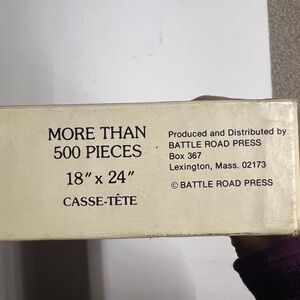 MORE THAN
500 PIECES
18" x 24"
CASSE-TÊTE
Produced and Distributed by
BATTLE ROAD PRESS
Box 367
Lexington, Mass. 02173
© BATTLE ROAD PRESS